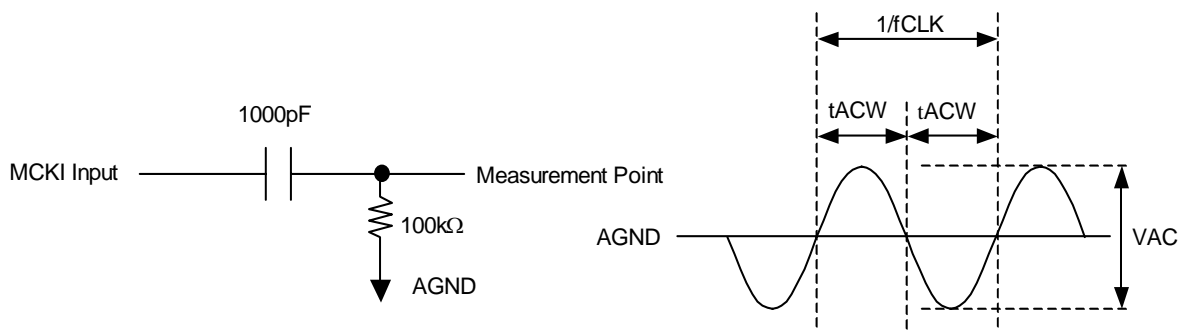 1000pF
MCKI Input
Measurement Point
100kΩ
AGND
1/fCLK
tACW tACW
AGND
VAC